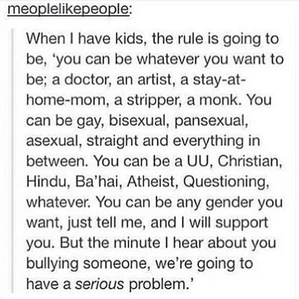 meoplelikepeople:
When I have kids, the rule is going to
be, 'you can be whatever you want to
be; a doctor, an artist, a stay-at-
home-mom, a stripper, a monk. You
can be gay, bisexual, pansexual,
asexual, straight and everything in
between. You can be a UU, Christian,
Hindu, Ba'hai, Atheist, Questioning,
whatever. You can be any gender you
want, just tell me, and I will support
you. But the minute I hear about you
bullying someone, we're going to
have a serious problem.'